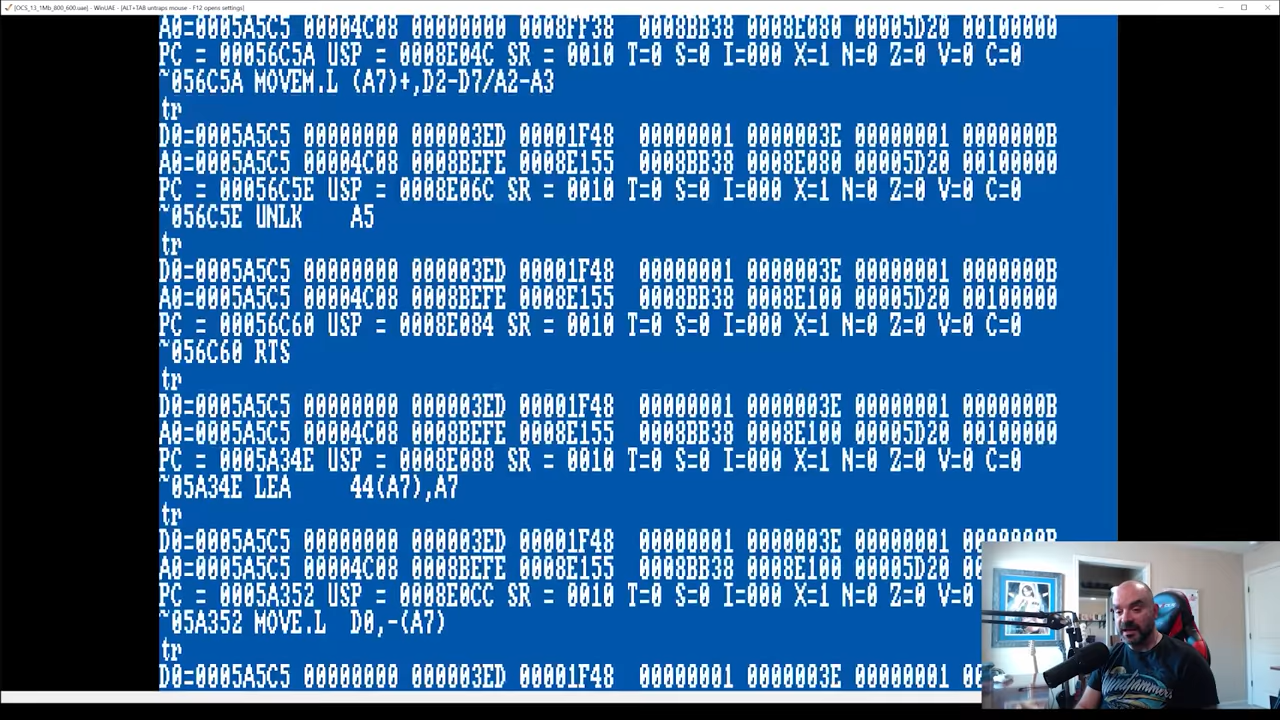 [OCS_13_1Mb_800_600.uae] - WinUAE - [ALT+TAB untraps mouse - F12 opens settings]
A0=0005A5C5 00004C08 00000000 0008FF38 0008BB38 0008E080 00005D20 00100000
PC = 00056C5A USP = 0008E04C SR = 0010 T=0 S=0 I=000 X=1 N=0 Z=0 V=0 C=0
~056C5A MOVEM.L (A7)+,D2-D7/A2-A3
tr
D0=0005A5C5 00000000 000003ED 00001F48 00000001 0000003E 00000001 0000000B
A0=0005A5C5 00004C08 0008BEFE 0008E155 0008BB38 0008E080 00005D20 00100000
PC = 00056C5E USP = 0008E06C SR = 0010 T=0 S=0 I=000 X=1 N=0 Z=0 V=0 C=0
~056C5E UNLK A5
tr
D0=0005A5C5 00000000 000003ED 00001F48 00000001 0000003E 00000001 0000000B
A0=0005A5C5 00004C08 0008BEFE 0008E155 0008BB38 0008E100 00005D20 00100000
PC = 00056C60 USP = 0008E084 SR = 0010 T=0 S=0 I=000 X=1 N=0 Z=0 V=0 C=0
~056C60 RTS
tr
D0=0005A5C5 00000000 000003ED 00001F48 00000001 0000003E 00000001 0000000B
A0=0005A5C5 00004C08 0008BEFE 0008E155 0008BB38 0008E100 00005D20 00100000
PC = 0005A34E USP = 0008E088 SR = 0010 T=0 S=0 I=000 X=1 N=0 Z=0 V=0 C=0
~05A34E LEA 44(A7),A7
tr
D0=0005A5C5 00000000 000003ED 00001F48 00000001 0000003E 00000001 0000000B
A0=0005A5C5 00004C08 0008BEFE 0008E155 0008BB38 0008E100 00005D20
PC = 0005A352 USP = 0008E0CC SR = 0010 T=0 S=0 I=000 X=1 N=0 Z=0 V=0
~05A352 MOVE.L D0,-(A7)
tr
D0=0005A5C5 00000000 000003ED 00001F48 00000001 0000003E 00000001
Windjammers